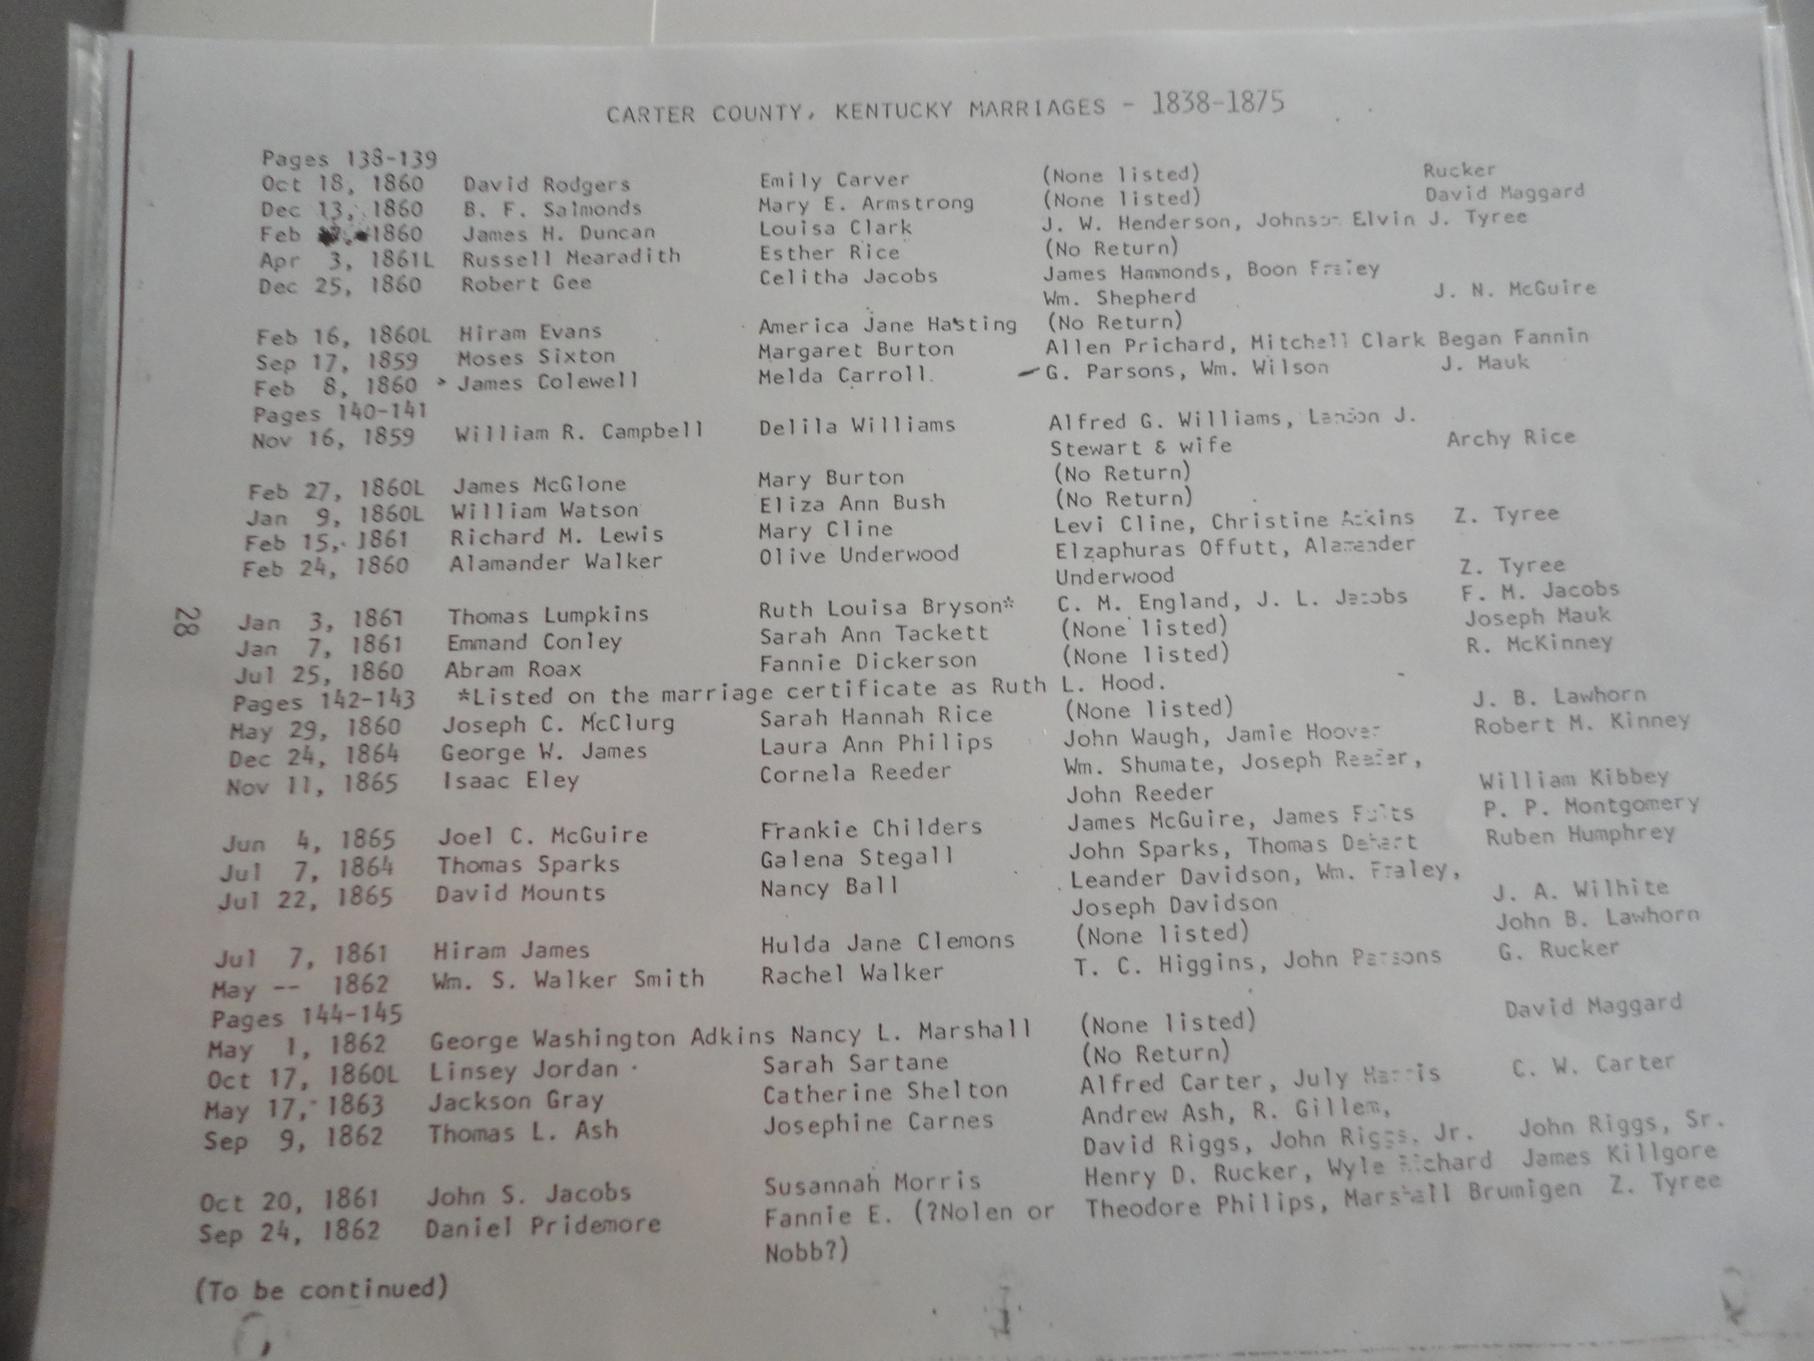 CARTER COUNTY, KENTUCKY MARRIAGES - 1838-1875
Pages 138-139
Oct 18, 1860 David Rodgers Emily Carver (None listed) Rucker
Dec 13, 1860 B. F. Salmonds Mary E. Armstrong (None listed) David Maggard
Feb 1860 James H. Duncan Louisa Clark J. W. Henderson, Johnson Elvin J. Tyree
Apr 3, 1861L Russell Mearadith Esther Rice (No Return)
Dec 25, 1860 Robert Gee Celitha Jacobs James Hammonds, Boon Fraley
Wm. Shepherd J. N. McGuire
Feb 16, 1860L Hiram Evans America Jane Hasting (No Return)
Sep 17, 1859 Moses Sixton Margaret Burton Allen Prichard, Mitchell Clark Began Fannin
Feb 8, 1860 James Colewell Melda Carroll G. Parsons, Wm. Wilson J. Mauk
Pages 140-141
Nov 16, 1859 William R. Campbell Delila Williams Alfred G. Williams, J.
Stewart & wife Archy Rice
Feb 27, 1860L James McGlone Mary Burton (No Return)
Jan 9, 1860L William Watson Eliza Ann Bush (No Return)
Feb 15, 1861 Richard M. Lewis Mary Cline Levi Cline, Christine Z. Tyree
Feb 24, 1860 Alamander Walker Olive Underwood Elzaphuras Offutt, Alamander
Underwood Z. Tyree
28
Jan 3, 1861 Thomas Lumpkins Ruth Louisa Bryson* C. M. England, J. L. Jacobs F. M. Jacobs
Jan 7, 1861 Emmand Conley Sarah Ann Tackett (None listed) Joseph Mauk
Jul 25, 1860 Abram Roax Fannie Dickerson (None listed) R. McKinney
Pages 142-143 *Listed on the marriage certificate as Ruth L. Hood.
May 29, 1860 Joseph C. McClurg Sarah Hannah Rice (None listed) J. B. Lawhorn
Dec 24, 1864 George W. James Laura Ann Philips John Waugh, Jamie Hoover Robert M. Kinney
Nov 11, 1865 Isaac Eley Cornela Reeder Wm. Shumate, Joseph Reeder,
John Reeder William Kibbey
Jun 4, 1865 Joel C. McGuire Frankie Childers James McGuire, James P. P. Montgomery
Jul 7, 1864 Thomas Sparks Galena Stegall John Sparks, Thomas Dehart Ruben Humphrey
Jul 22, 1865 David Mounts Nancy Ball Leander Davidson, Wm. Fraley,
Joseph Davidson J. A. Wilhite
Jul 7, 1861 Hiram James Hulda Jane Clemons (None listed) John B. Lawhorn
May -- 1862 Wm. S. Walker Smith Rachel Walker T. C. Higgins, John Parsons G. Rucker
Pages 144-145
May 1, 1862 George Washington Adkins Nancy L. Marshall (None listed) David Maggard
Oct 17, 1860L Linsey Jordan Sarah Sartane (No Return)
May 17, 1863 Jackson Gray Catherine Shelton Alfred Carter, July Harris C. W. Carter
Sep 9, 1862 Thomas L. Ash Josephine Carnes Andrew Ash, R. Gillem,
David Riggs, John Riggs, Jr. John Riggs, Sr.
Oct 20, 1861 John S. Jacobs Susannah Morris Henry D. Rucker, Wyle Richard James Killgore
Sep 24, 1862 Daniel Pridemore Fannie E. (?Nolen or Theodore Philips, Marshall Brumigen Z. Tyree
Nobb?)
(To be continued)